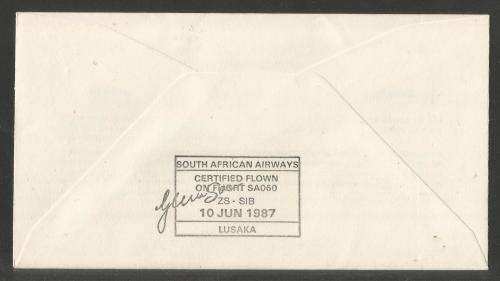 SOUTH AFRICAN AIRWAYS
CERTIFIED FLOWN
ON FLIGHT SA060
ZS - SIB
10 JUN 1987
LUSAKA